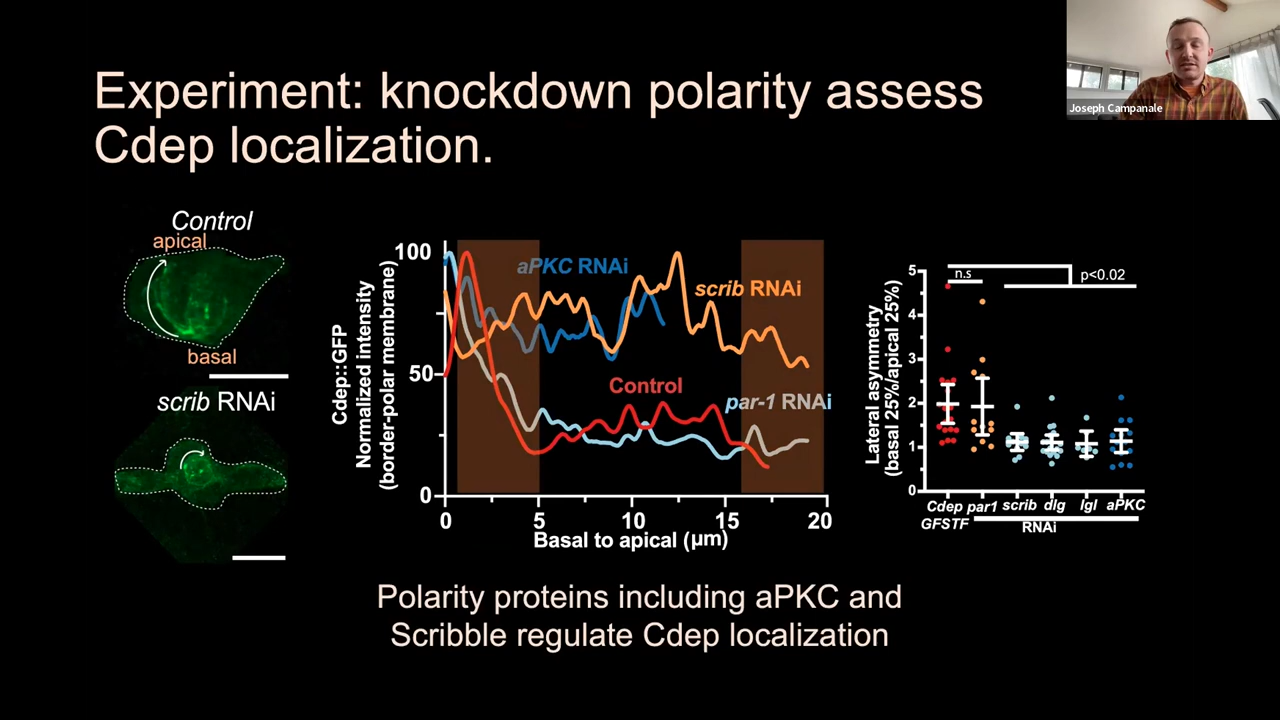 Joseph Campanale
Experiment: knockdown polarity assess
Cdep localization.
Control
apical
basal
scrib RNAi
Cdep::GFP
Normalized intensity
(border-polar membrane)
100
50
0
0
5
10
15
20
Basal to apical (µm)
aPKC RNAi
scrib RNAi
Control
par-1 RNAi
Lateral asymmetry
(basal 25%/apical 25%)
5
4
3
2
1
0
n.s
p<0.02
Cdep par1 scrib dlg lgl aPKC
GFSTF
RNAi
Polarity proteins including aPKC and
Scribble regulate Cdep localization